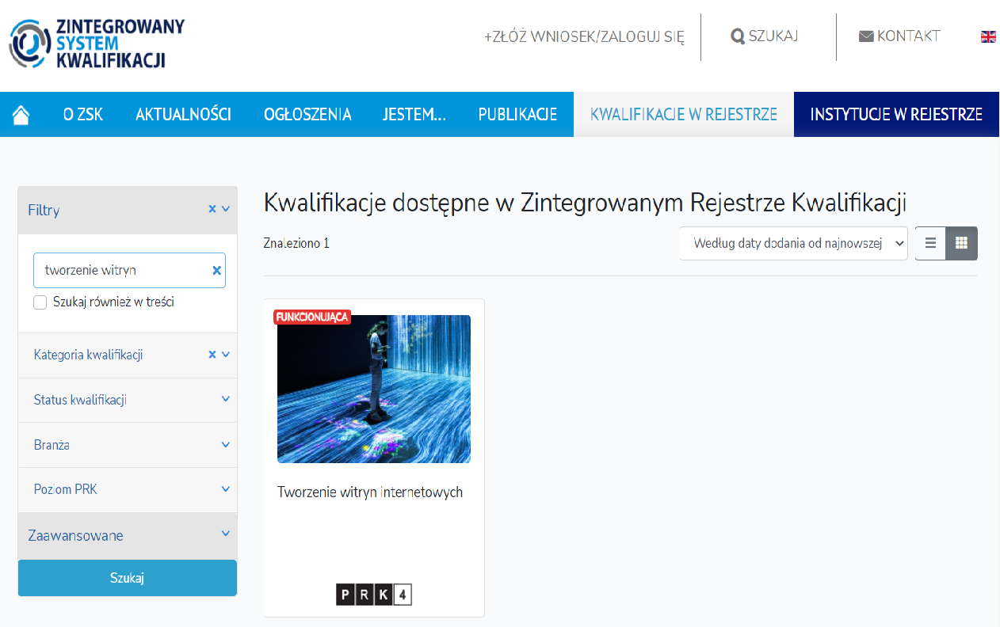 ZINTEGROWANY
SYSTEM
KWALIFIKACJI
+ZŁÓŻ WNIOSEK/ZALOGUJ SIĘ
SZUKAJ
KONTAKT
O ZSK
AKTUALNOŚCI
OGŁOSZENIA
JESTEM...
PUBLIKACJE
KWALIFIKACJE W REJESTRZE
INSTYTUCJE W REJESTRZE
Filtry
tworzenie witryn
Szukaj również w treści
Kategoria kwalifikacji
Status kwalifikacji
Branża
Poziom PRK
Zaawansowane
Szukaj
Kwalifikacje dostępne w Zintegrowanym Rejestrze Kwalifikacji
Znaleziono 1
Według daty dodania od najnowszej
FUNKCJONUJĄCA
Tworzenie witryn internetowych
PRK4